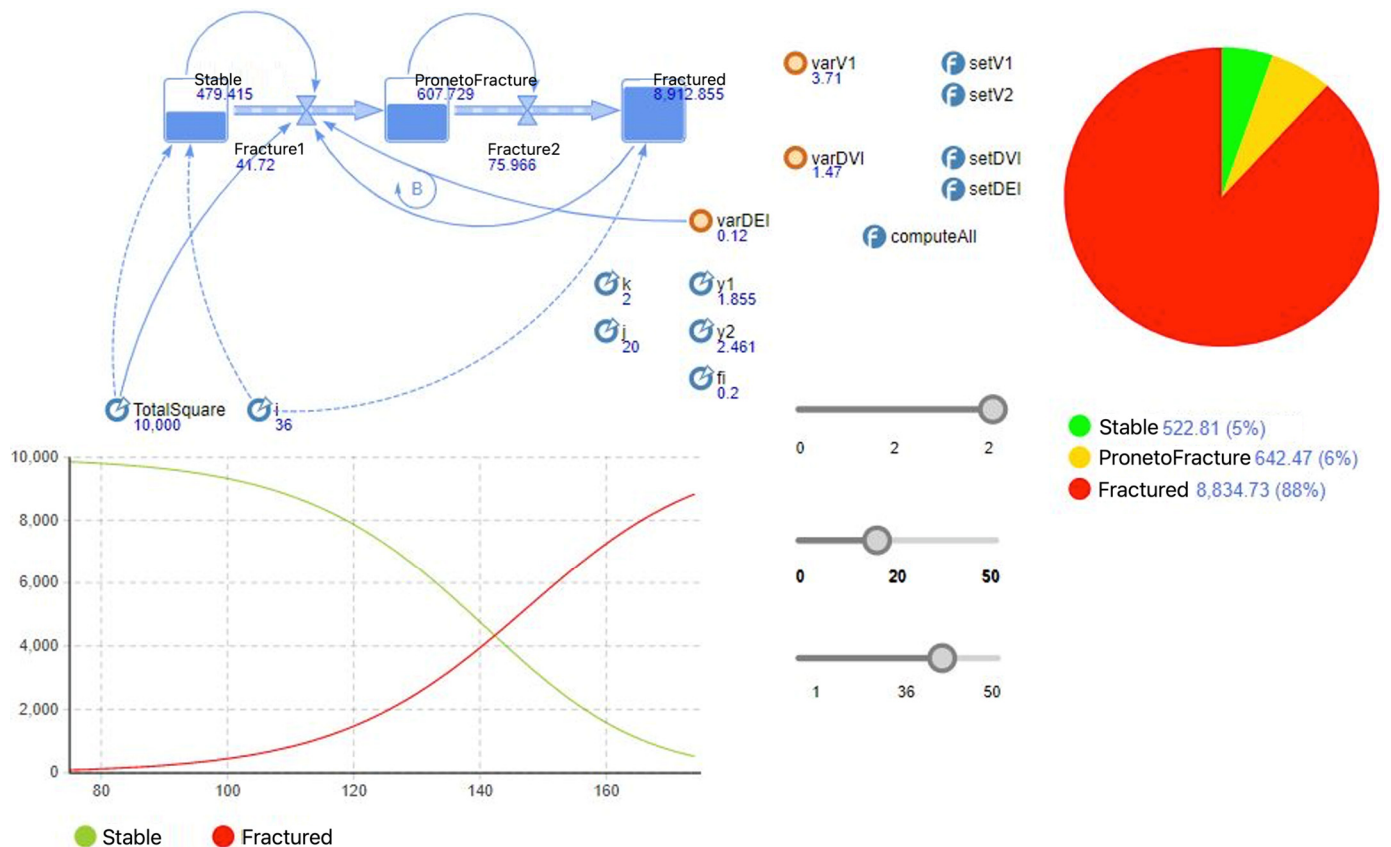 Stable
479.415
PronetoFracture
607.729
Fractured
8,912.855
Fracture1
41.72
Fracture2
75.966
B
varDEI
0.12
k
2
y1
1.855
j
20
y2
2.461
fi
0.2
TotalSquare
10,000
i
36
varV1
3.71
F setV1
F setV2
varDVI
1.47
F setDVI
F setDEI
F computeAll
0 2 2
0 20 50
1 36 50
Stable 522.81 (5%)
PronetoFracture 642.47 (6%)
Fractured 8,834.73 (88%)
10,000
8,000
6,000
4,000
2,000
0
80 100 120 140 160
Stable Fractured